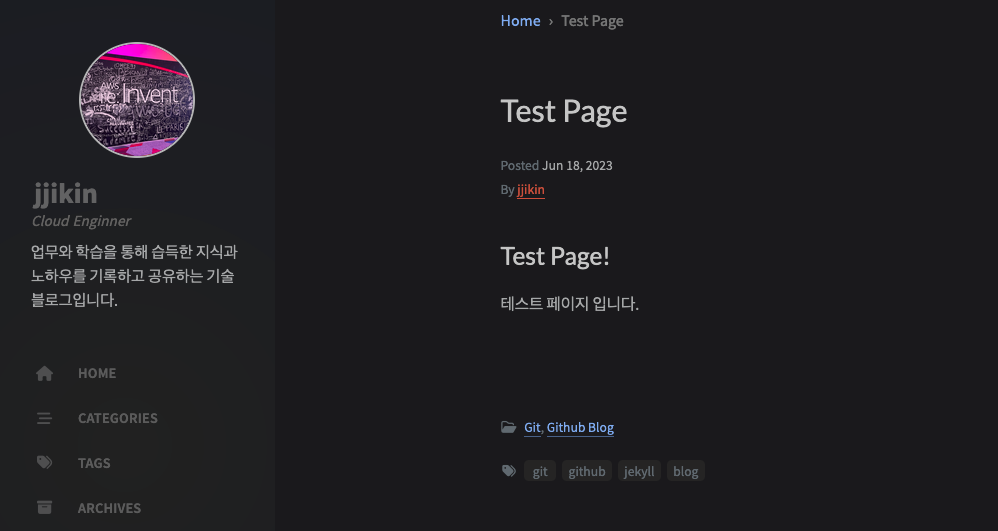 AWS
re:Invent
jjikin
Cloud Enginner
업무와 학습을 통해 습득한 지식과
노하우를 기록하고 공유하는 기술
블로그입니다.
HOME
CATEGORIES
TAGS
ARCHIVES
Home › Test Page
Test Page
Posted Jun 18, 2023
By jjikin
Test Page!
테스트 페이지 입니다.
Git, Github Blog
git github jekyll blog